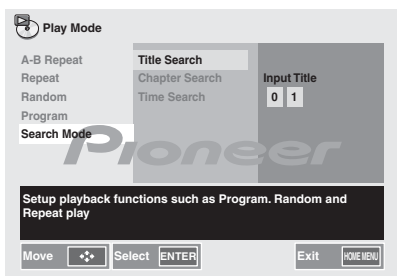 Play Mode
A-B Repeat
Repeat
Random
Program
Search Mode
Title Search
Chapter Search
Time Search
Input Title
0 1
Pioneer
Setup playback functions such as Program. Random and
Repeat play
Move
Select ENTER
Exit HOME MENU